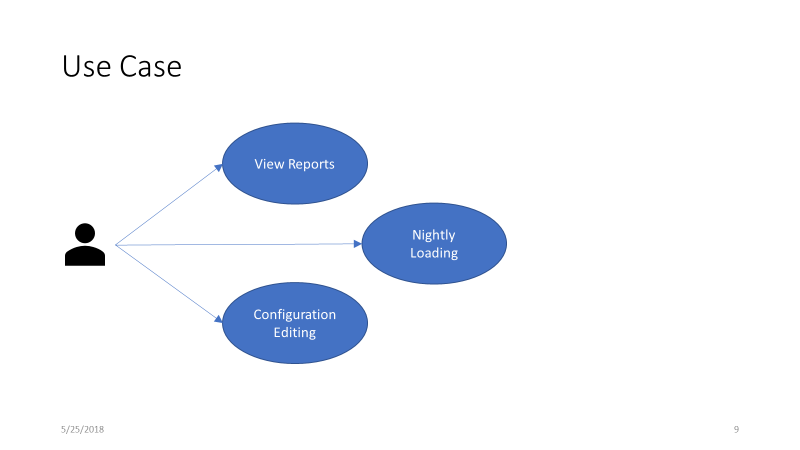 Use Case
View Reports
Nightly
Loading
Configuration
Editing
5/25/2018
9